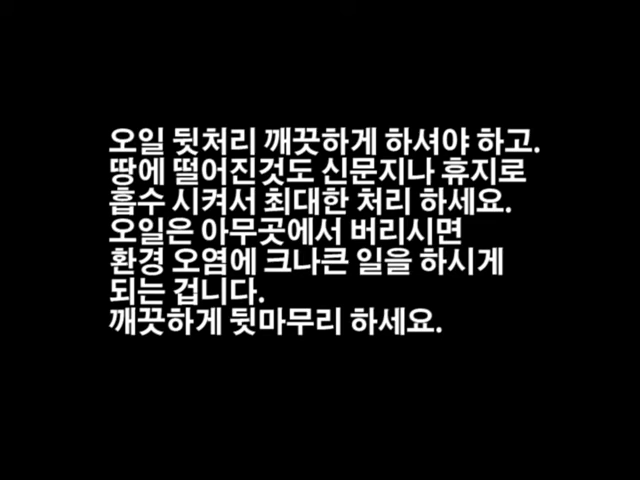 오일 뒷처리 깨끗하게 하셔야 하고.
땅에 떨어진것도 신문지나 휴지로
흡수 시켜서 최대한 처리 하세요.
오일은 아무곳에서 버리시면
환경 오염에 크나큰 일을 하시게
되는 겁니다.
깨끗하게 뒷마무리 하세요.